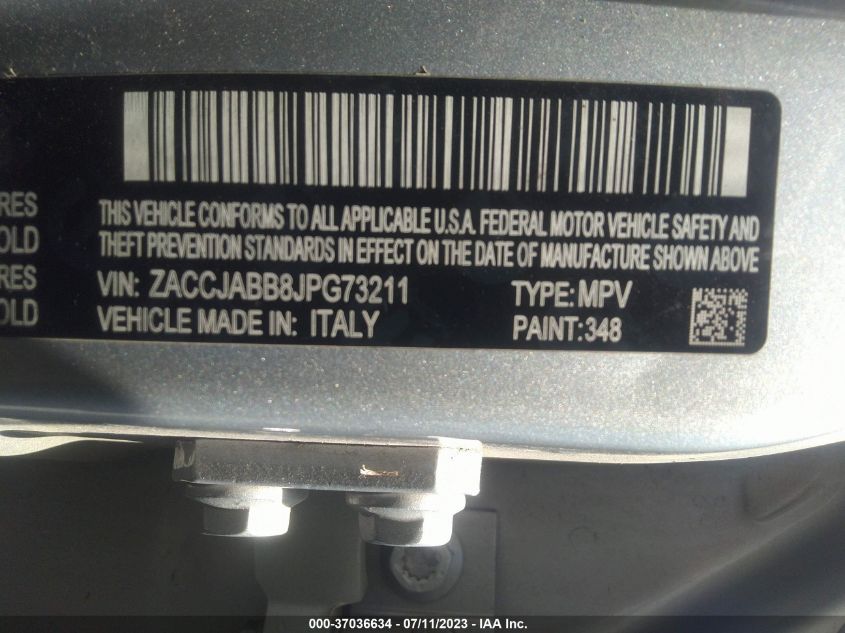 RES
OLD
RES
OLD
THIS VEHICLE CONFORMS TO ALL APPLICABLE U.S.A. FEDERAL MOTOR VEHICLE SAFETY AND
THEFT PREVENTION STANDARDS IN EFFECT ON THE DATE OF MANUFACTURE SHOWN ABOVE
VIN: ZACCJABB8JPG73211 TYPE: MPV
VEHICLE MADE IN: ITALY PAINT:348
000-37036634 / 07/11/2023 / IAA Inc.